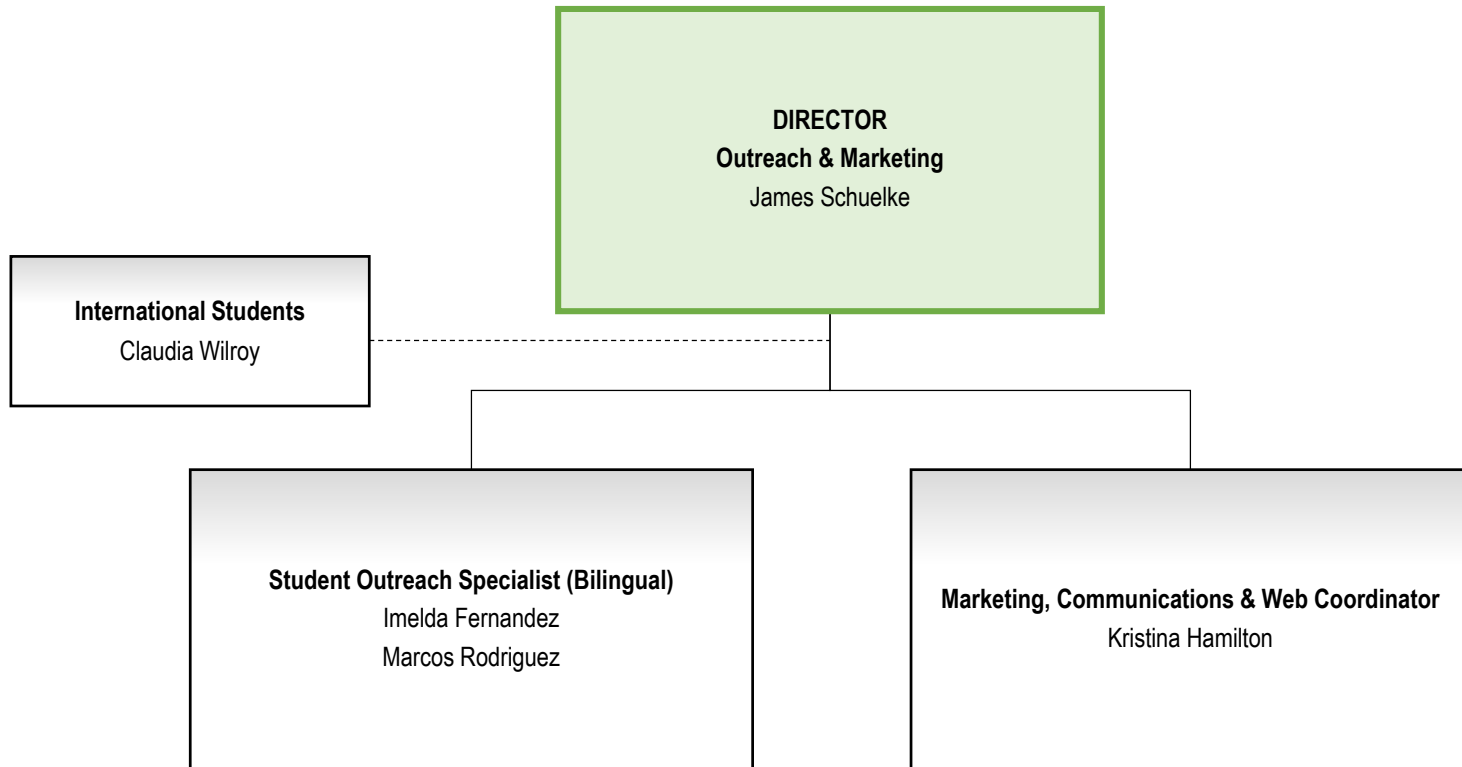 DIRECTOR
Outreach & Marketing
James Schuelke
International Students
Claudia Wilroy
Student Outreach Specialist (Bilingual)
Imelda Fernandez
Marcos Rodriguez
Marketing, Communications & Web Coordinator
Kristina Hamilton